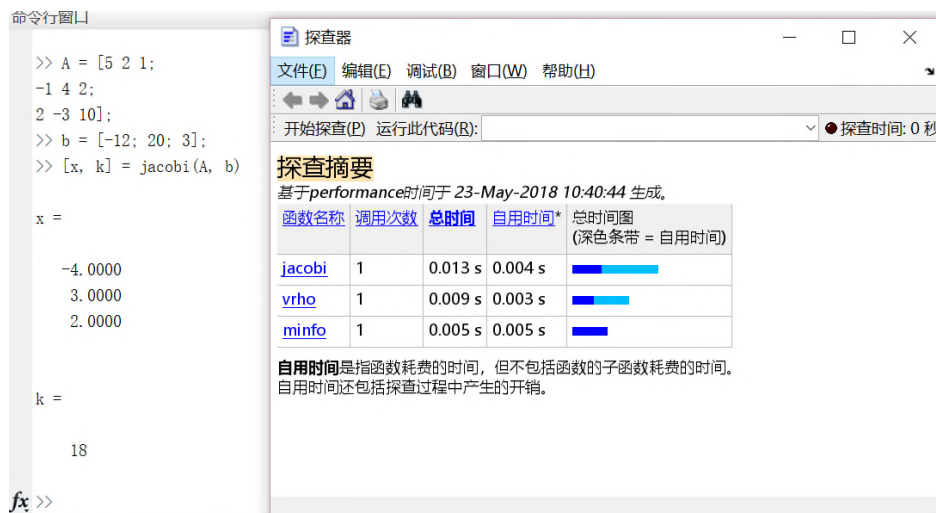 命令行窗口
>> A = [5 2 1;
-1 4 2;
2 -3 10];
>> b = [-12; 20; 3];
>> [x, k] = jacobi(A, b)
x =
-4.0000
3.0000
2.0000
k =
18
fx >>
探查器
文件(F) 编辑(E) 调试(B) 窗口(W) 帮助(H)
开始探查(P) 运行此代码(R): 探查时间: 0 秒
探查摘要
基于performance时间于 23-May-2018 10:40:44 生成。
函数名称 调用次数 总时间 自用时间* 总时间图
(深色条带 = 自用时间)
jacobi 1 0.013 s 0.004 s
vrho 1 0.009 s 0.003 s
minfo 1 0.005 s 0.005 s
自用时间是指函数耗费的时间，但不包括函数的子函数耗费的时间。
自用时间还包括探查过程中产生的开销。